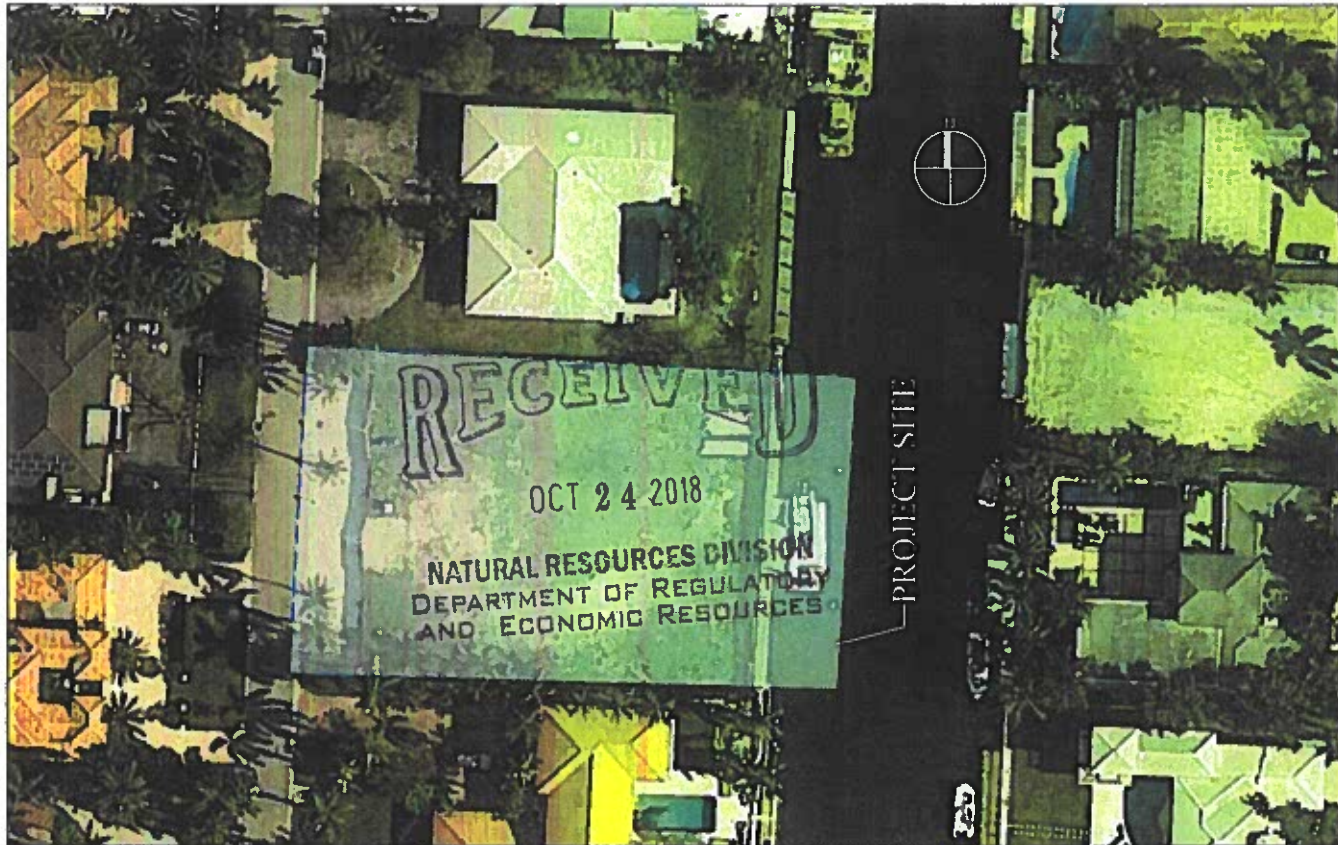 RECEIVED
OCT 24 2018
NATURAL RESOURCES DIVISION
DEPARTMENT OF REGULATORY
AND ECONOMIC RESOURCES
PROJECT SITE